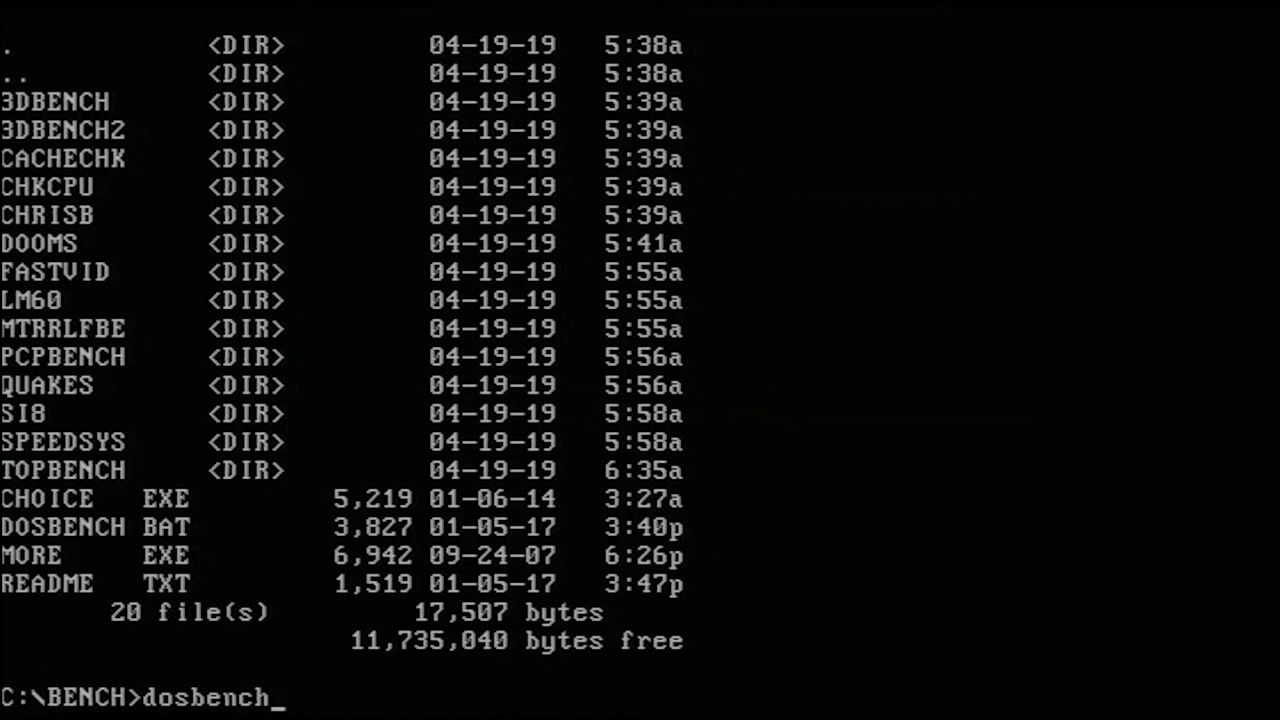 . <DIR> 04-19-19 5:38a
.. <DIR> 04-19-19 5:38a
3DBENCH <DIR> 04-19-19 5:39a
3DBENCH2 <DIR> 04-19-19 5:39a
CACHECHK <DIR> 04-19-19 5:39a
CHKCPU <DIR> 04-19-19 5:39a
CHRISB <DIR> 04-19-19 5:39a
DOOMS <DIR> 04-19-19 5:41a
FASTVID <DIR> 04-19-19 5:55a
LM60 <DIR> 04-19-19 5:55a
MTRRLFBE <DIR> 04-19-19 5:55a
PCPBENCH <DIR> 04-19-19 5:56a
QUAKES <DIR> 04-19-19 5:56a
SI8 <DIR> 04-19-19 5:58a
SPEEDSYS <DIR> 04-19-19 5:58a
TOPBENCH <DIR> 04-19-19 6:35a
CHOICE EXE 5,219 01-06-14 3:27a
DOSBENCH BAT 3,827 01-05-17 3:40p
MORE EXE 6,942 09-24-07 6:26p
README TXT 1,519 01-05-17 3:47p
20 file(s) 17,507 bytes
11,735,040 bytes free
C:\BENCH>dosbench_